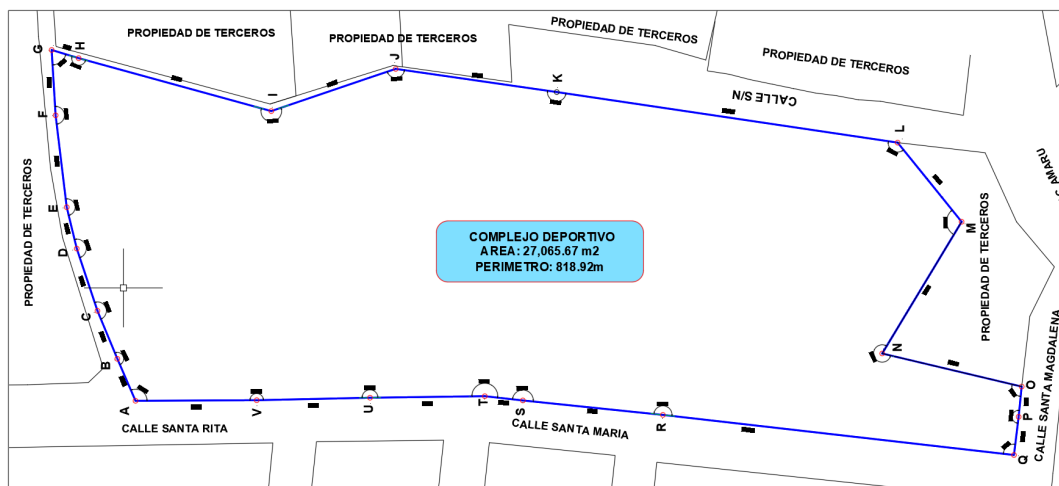 PROPIEDAD DE TERCEROS
PROPIEDAD DE TERCEROS
PROPIEDAD DE TERCEROS
PROPIEDAD DE TERCEROS
G
H
I
J
K
CALLE S/N
L
AMARU
F
E
D
C
B
PROPIEDAD DE TERCEROS
COMPLEJO DEPORTIVO
AREA: 27,065.67 m2
PERIMETRO: 818.92m
M
PROPIEDAD DE TERCEROS
N
O
P
Q
CALLE SANTA MAGDALENA
A
V
U
T
S
R
CALLE SANTA RITA
CALLE SANTA MARIA